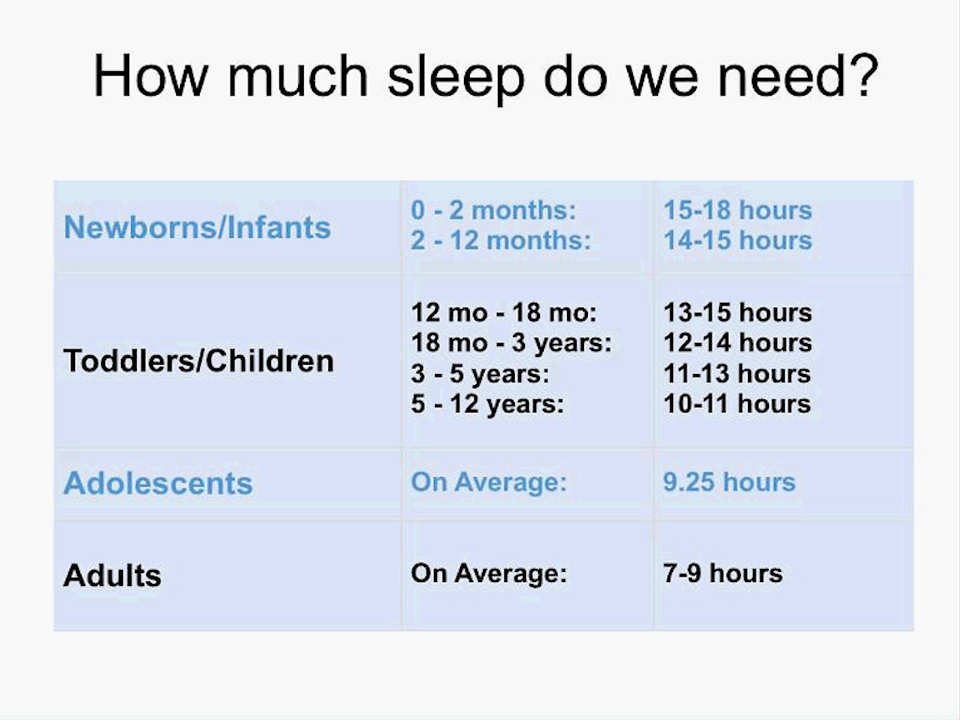 How much sleep do we need?
Newborns/Infants
0 - 2 months: 15-18 hours
2 - 12 months: 14-15 hours
Toddlers/Children
12 mo - 18 mo: 13-15 hours
18 mo - 3 years: 12-14 hours
3 - 5 years: 11-13 hours
5 - 12 years: 10-11 hours
Adolescents On Average: 9.25 hours
Adults On Average: 7-9 hours